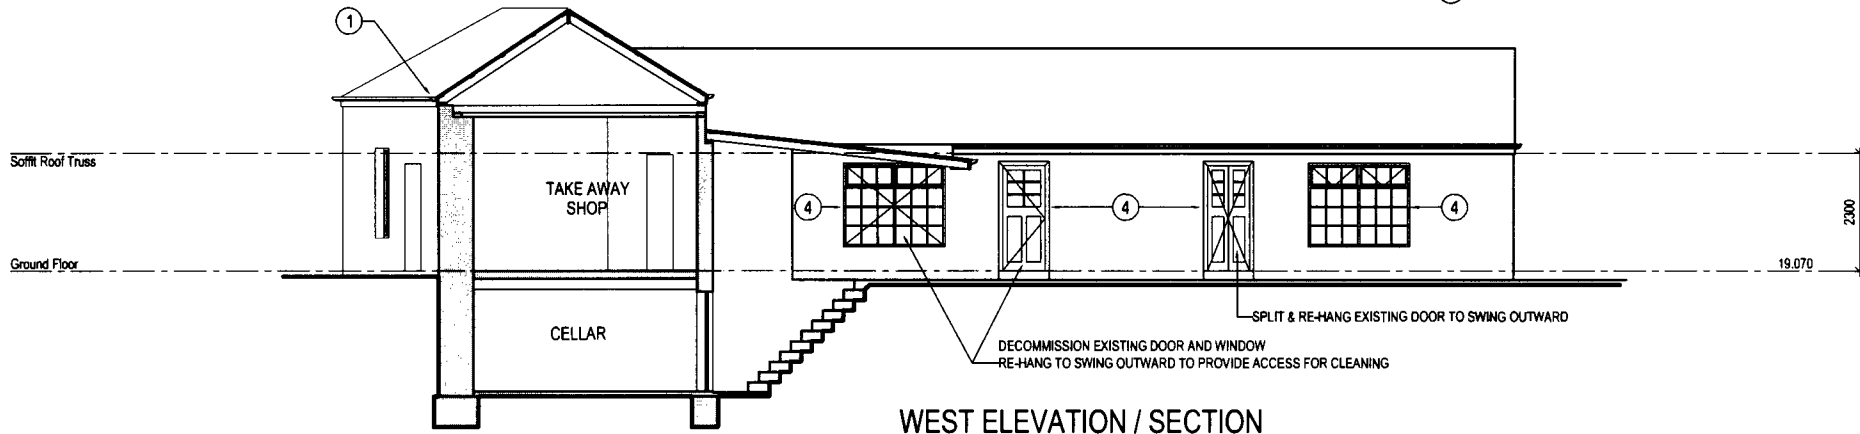 1
Soffit Roof Truss
TAKE AWAY
SHOP
4
4
4
2300
Ground Floor
19.070
CELLAR
SPLIT & RE-HANG EXISTING DOOR TO SWING OUTWARD
DECOMMISSION EXISTING DOOR AND WINDOW
RE-HANG TO SWING OUTWARD TO PROVIDE ACCESS FOR CLEANING
WEST ELEVATION / SECTION